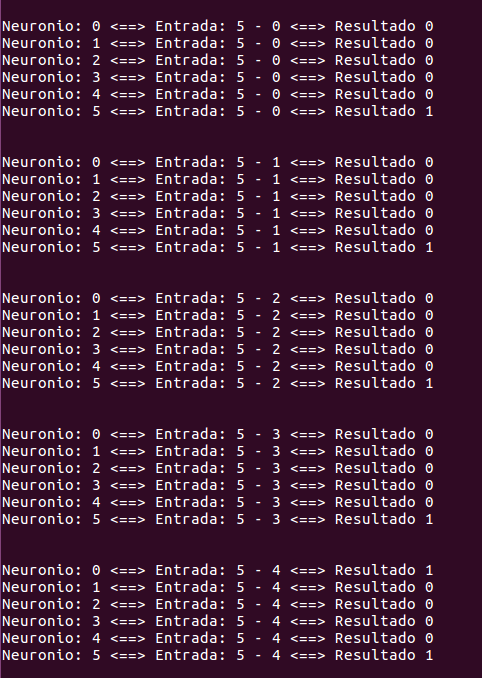 Neuronio: 0 <==> Entrada: 5 - 0 <==> Resultado 0
Neuronio: 1 <==> Entrada: 5 - 0 <==> Resultado 0
Neuronio: 2 <==> Entrada: 5 - 0 <==> Resultado 0
Neuronio: 3 <==> Entrada: 5 - 0 <==> Resultado 0
Neuronio: 4 <==> Entrada: 5 - 0 <==> Resultado 0
Neuronio: 5 <==> Entrada: 5 - 0 <==> Resultado 1
Neuronio: 0 <==> Entrada: 5 - 1 <==> Resultado 0
Neuronio: 1 <==> Entrada: 5 - 1 <==> Resultado 0
Neuronio: 2 <==> Entrada: 5 - 1 <==> Resultado 0
Neuronio: 3 <==> Entrada: 5 - 1 <==> Resultado 0
Neuronio: 4 <==> Entrada: 5 - 1 <==> Resultado 0
Neuronio: 5 <==> Entrada: 5 - 1 <==> Resultado 1
Neuronio: 0 <==> Entrada: 5 - 2 <==> Resultado 0
Neuronio: 1 <==> Entrada: 5 - 2 <==> Resultado 0
Neuronio: 2 <==> Entrada: 5 - 2 <==> Resultado 0
Neuronio: 3 <==> Entrada: 5 - 2 <==> Resultado 0
Neuronio: 4 <==> Entrada: 5 - 2 <==> Resultado 0
Neuronio: 5 <==> Entrada: 5 - 2 <==> Resultado 1
Neuronio: 0 <==> Entrada: 5 - 3 <==> Resultado 0
Neuronio: 1 <==> Entrada: 5 - 3 <==> Resultado 0
Neuronio: 2 <==> Entrada: 5 - 3 <==> Resultado 0
Neuronio: 3 <==> Entrada: 5 - 3 <==> Resultado 0
Neuronio: 4 <==> Entrada: 5 - 3 <==> Resultado 0
Neuronio: 5 <==> Entrada: 5 - 3 <==> Resultado 1
Neuronio: 0 <==> Entrada: 5 - 4 <==> Resultado 1
Neuronio: 1 <==> Entrada: 5 - 4 <==> Resultado 0
Neuronio: 2 <==> Entrada: 5 - 4 <==> Resultado 0
Neuronio: 3 <==> Entrada: 5 - 4 <==> Resultado 0
Neuronio: 4 <==> Entrada: 5 - 4 <==> Resultado 0
Neuronio: 5 <==> Entrada: 5 - 4 <==> Resultado 1